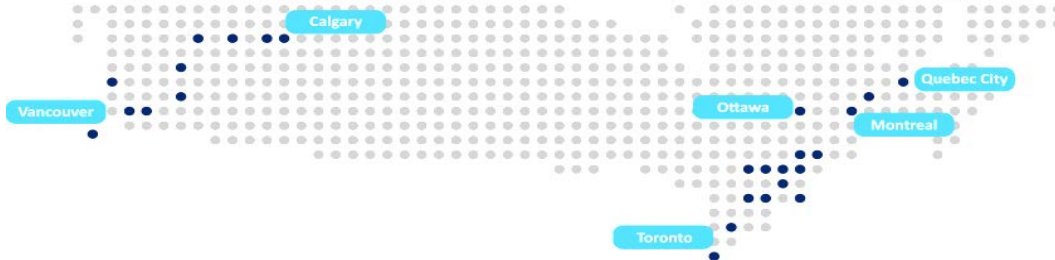 Calgary
Quebec City
Vancouver
Ottawa
Montreal
Toronto